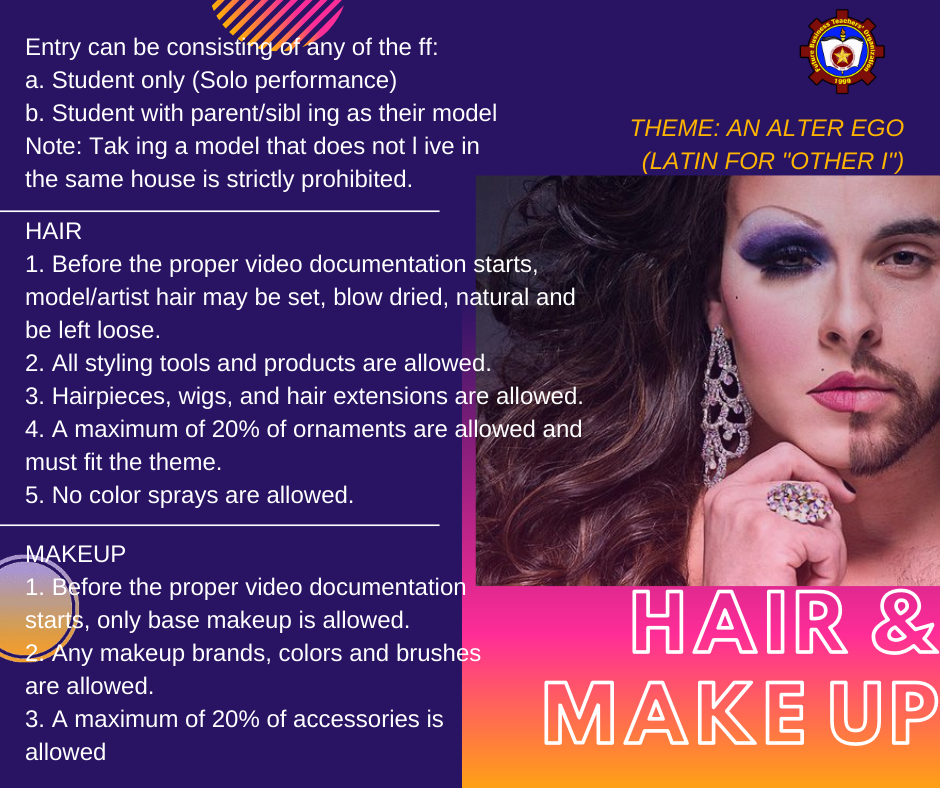 Entry can be consisting of any of the ff:
a. Student only (Solo performance)
b. Student with parent/sibl ing as their model
Note: Tak ing a model that does not l ive in
the same house is strictly prohibited.
HAIR
1. Before the proper video documentation starts,
model/artist hair may be set, blow dried, natural and
be left loose.
2. All styling tools and products are allowed.
3. Hairpieces, wigs, and hair extensions are allowed.
4. A maximum of 20% of ornaments are allowed and
must fit the theme.
5. No color sprays are allowed.
MAKEUP
1. Before the proper video documentation
starts, only base makeup is allowed.
2. Any makeup brands, colors and brushes
are allowed.
3. A maximum of 20% of accessories is
allowed
Future Business Teachers' Organization
1999
THEME: AN ALTER EGO
(LATIN FOR "OTHER I")
HAIR &
MAKE UP